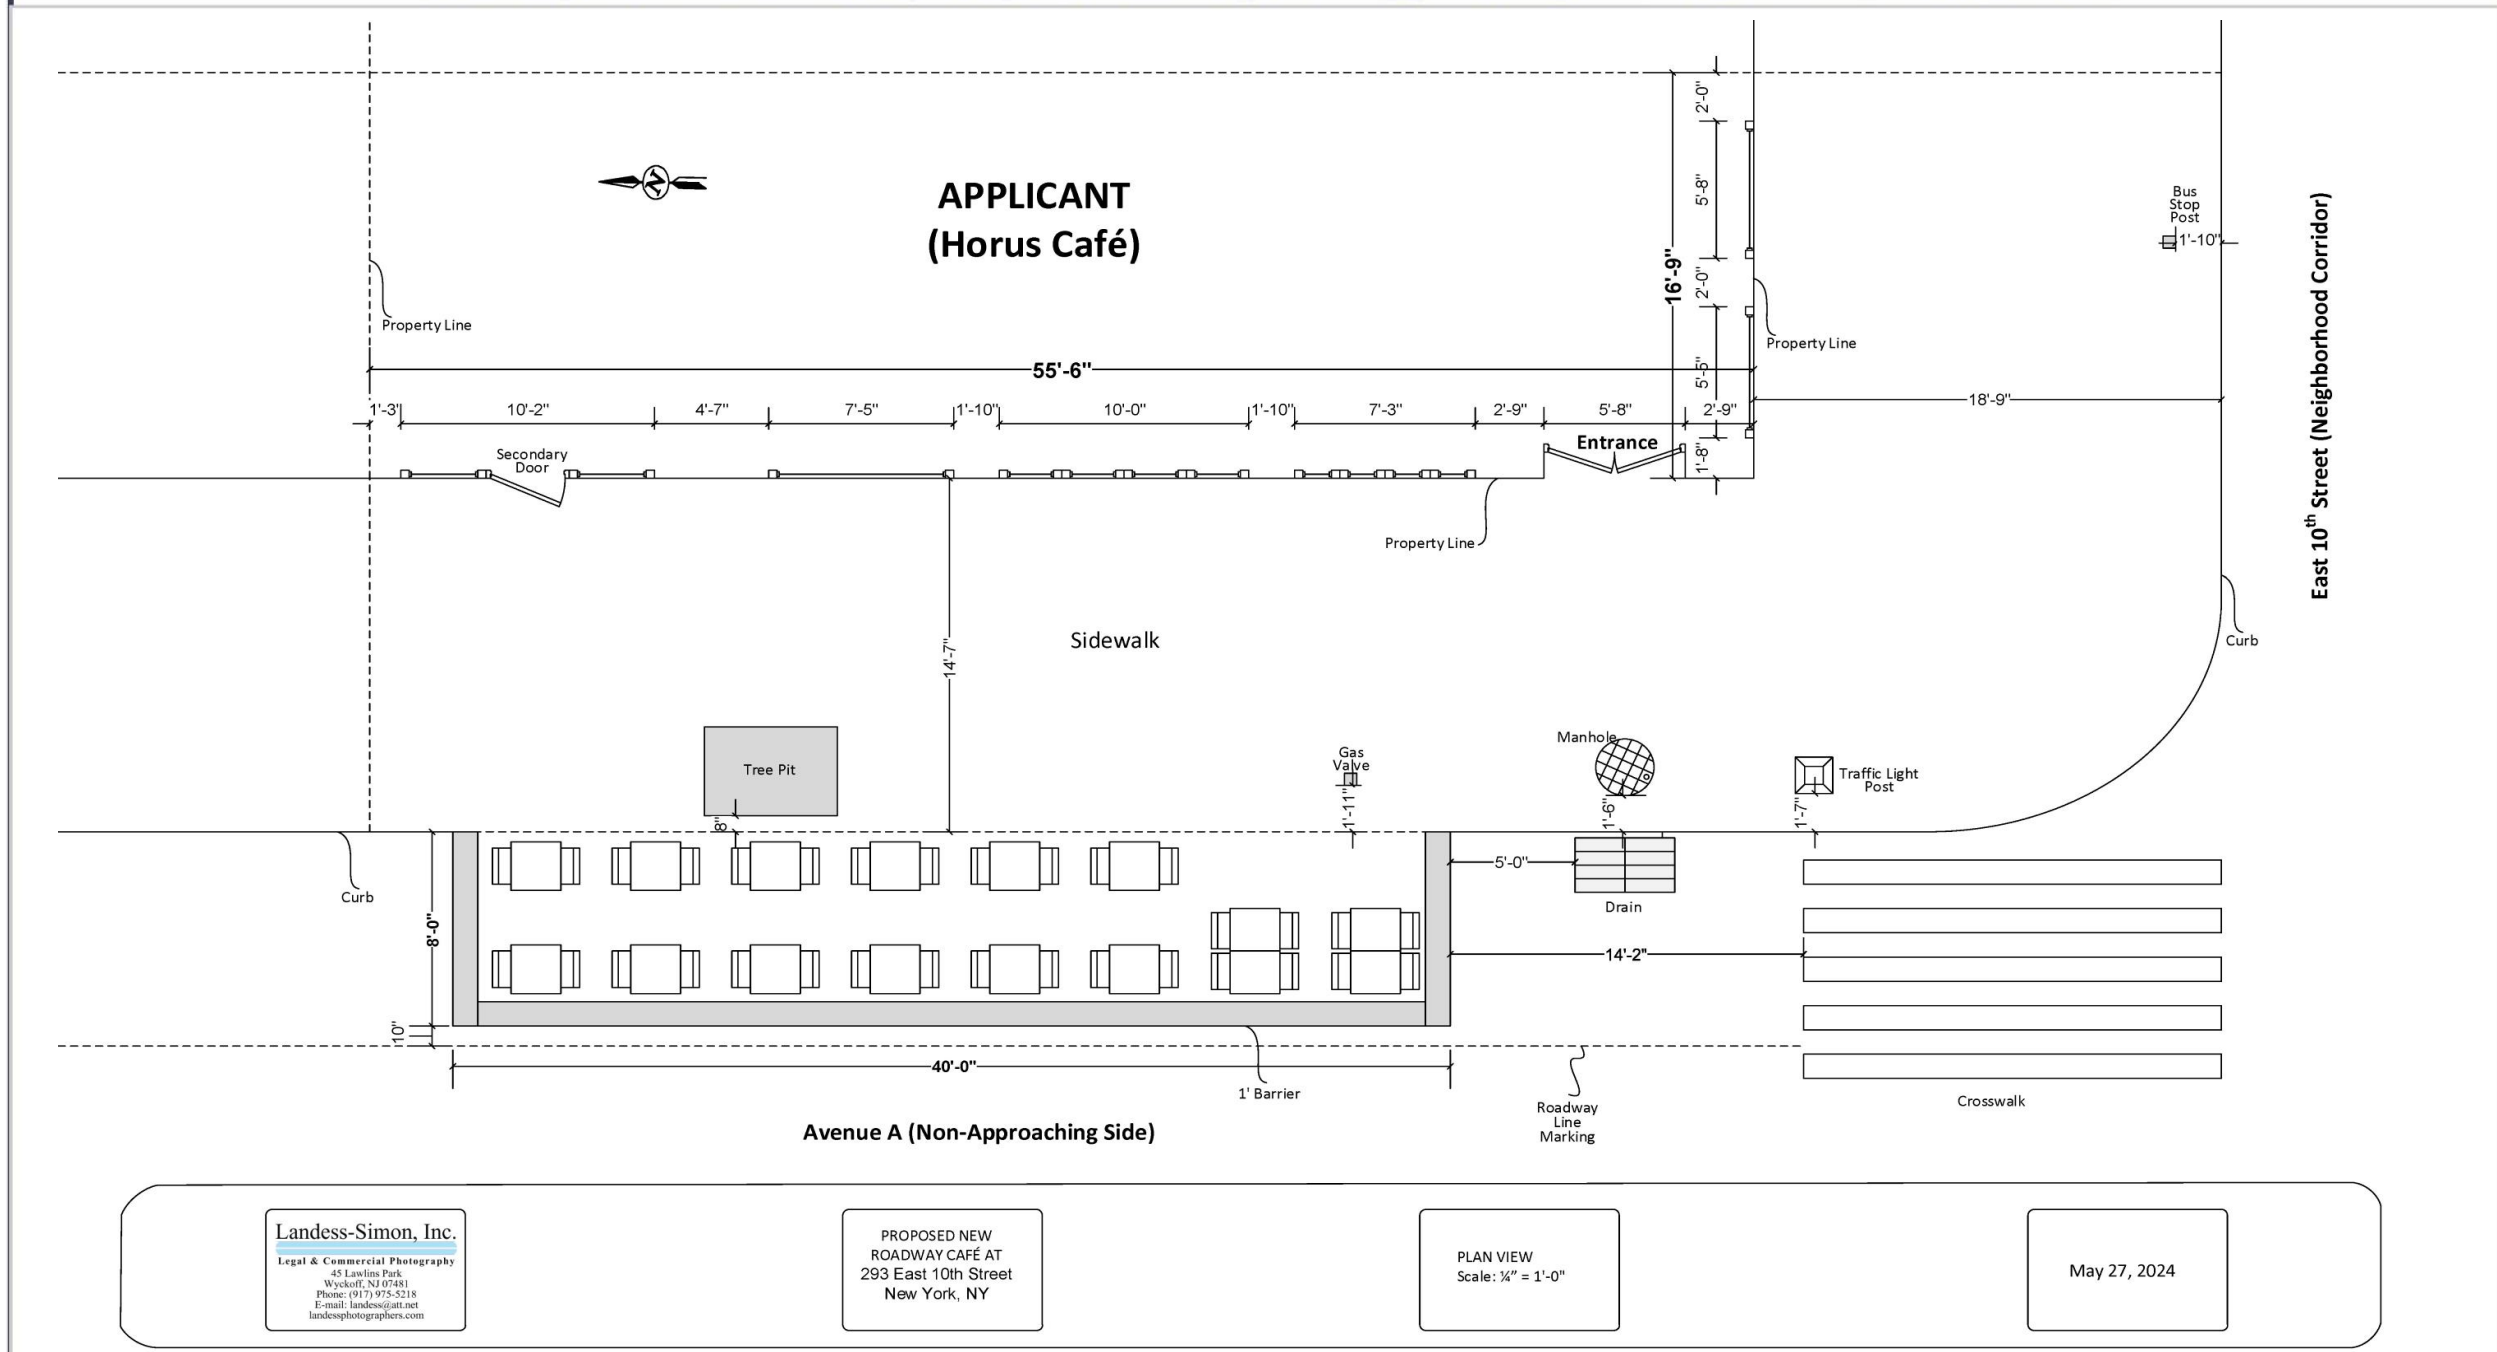 2'-0"
APPLICANT
(Horus Café)
N
5'-8"
Bus
Stop
Post
1'-10"
16'-9"
2'-0"
East 10th Street (Neighborhood Corridor)
Property Line
Property Line
55'-6"
5'-6"
18'-9"
1'-3"
10'-2"
4'-7"
7'-5"
1'-10"
10'-0"
1'-10"
7'-3"
2'-9"
5'-8"
2'-9"
Secondary
Door
Entrance
1'-8"
Property Line
Sidewalk
14'-7"
Curb
Tree Pit
Gas
Valve
Manhole
Traffic Light
Post
8"
1'-11"
1'-6"
1'-7"
Curb
8'-0"
5'-0"
Drain
14'-2"
10"
40'-0"
1' Barrier
Roadway
Line
Marking
Crosswalk
Avenue A (Non-Approaching Side)
Landess-Simon, Inc.
Legal & Commercial Photography
45 Lawlins Park
Wyckoff, NJ 07481
Phone: (917) 975-5218
E-mail: landess@att.net
landessphotographers.com
PROPOSED NEW
ROADWAY CAFÉ AT
293 East 10th Street
New York, NY
PLAN VIEW
Scale: ¼" = 1'-0"
May 27, 2024